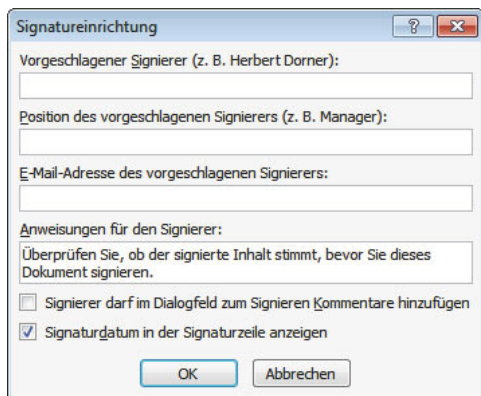 Signatureinrichtung
Vorgeschlagener Signierer (z. B. Herbert Dorner):
Position des vorgeschlagenen Signierers (z. B. Manager):
E-Mail-Adresse des vorgeschlagenen Signierers:
Anweisungen für den Signierer:
Überprüfen Sie, ob der signierte Inhalt stimmt, bevor Sie dieses
Dokument signieren.
Signierer darf im Dialogfeld zum Signieren Kommentare hinzufügen
Signaturdatum in der Signaturzeile anzeigen
OK Abbrechen